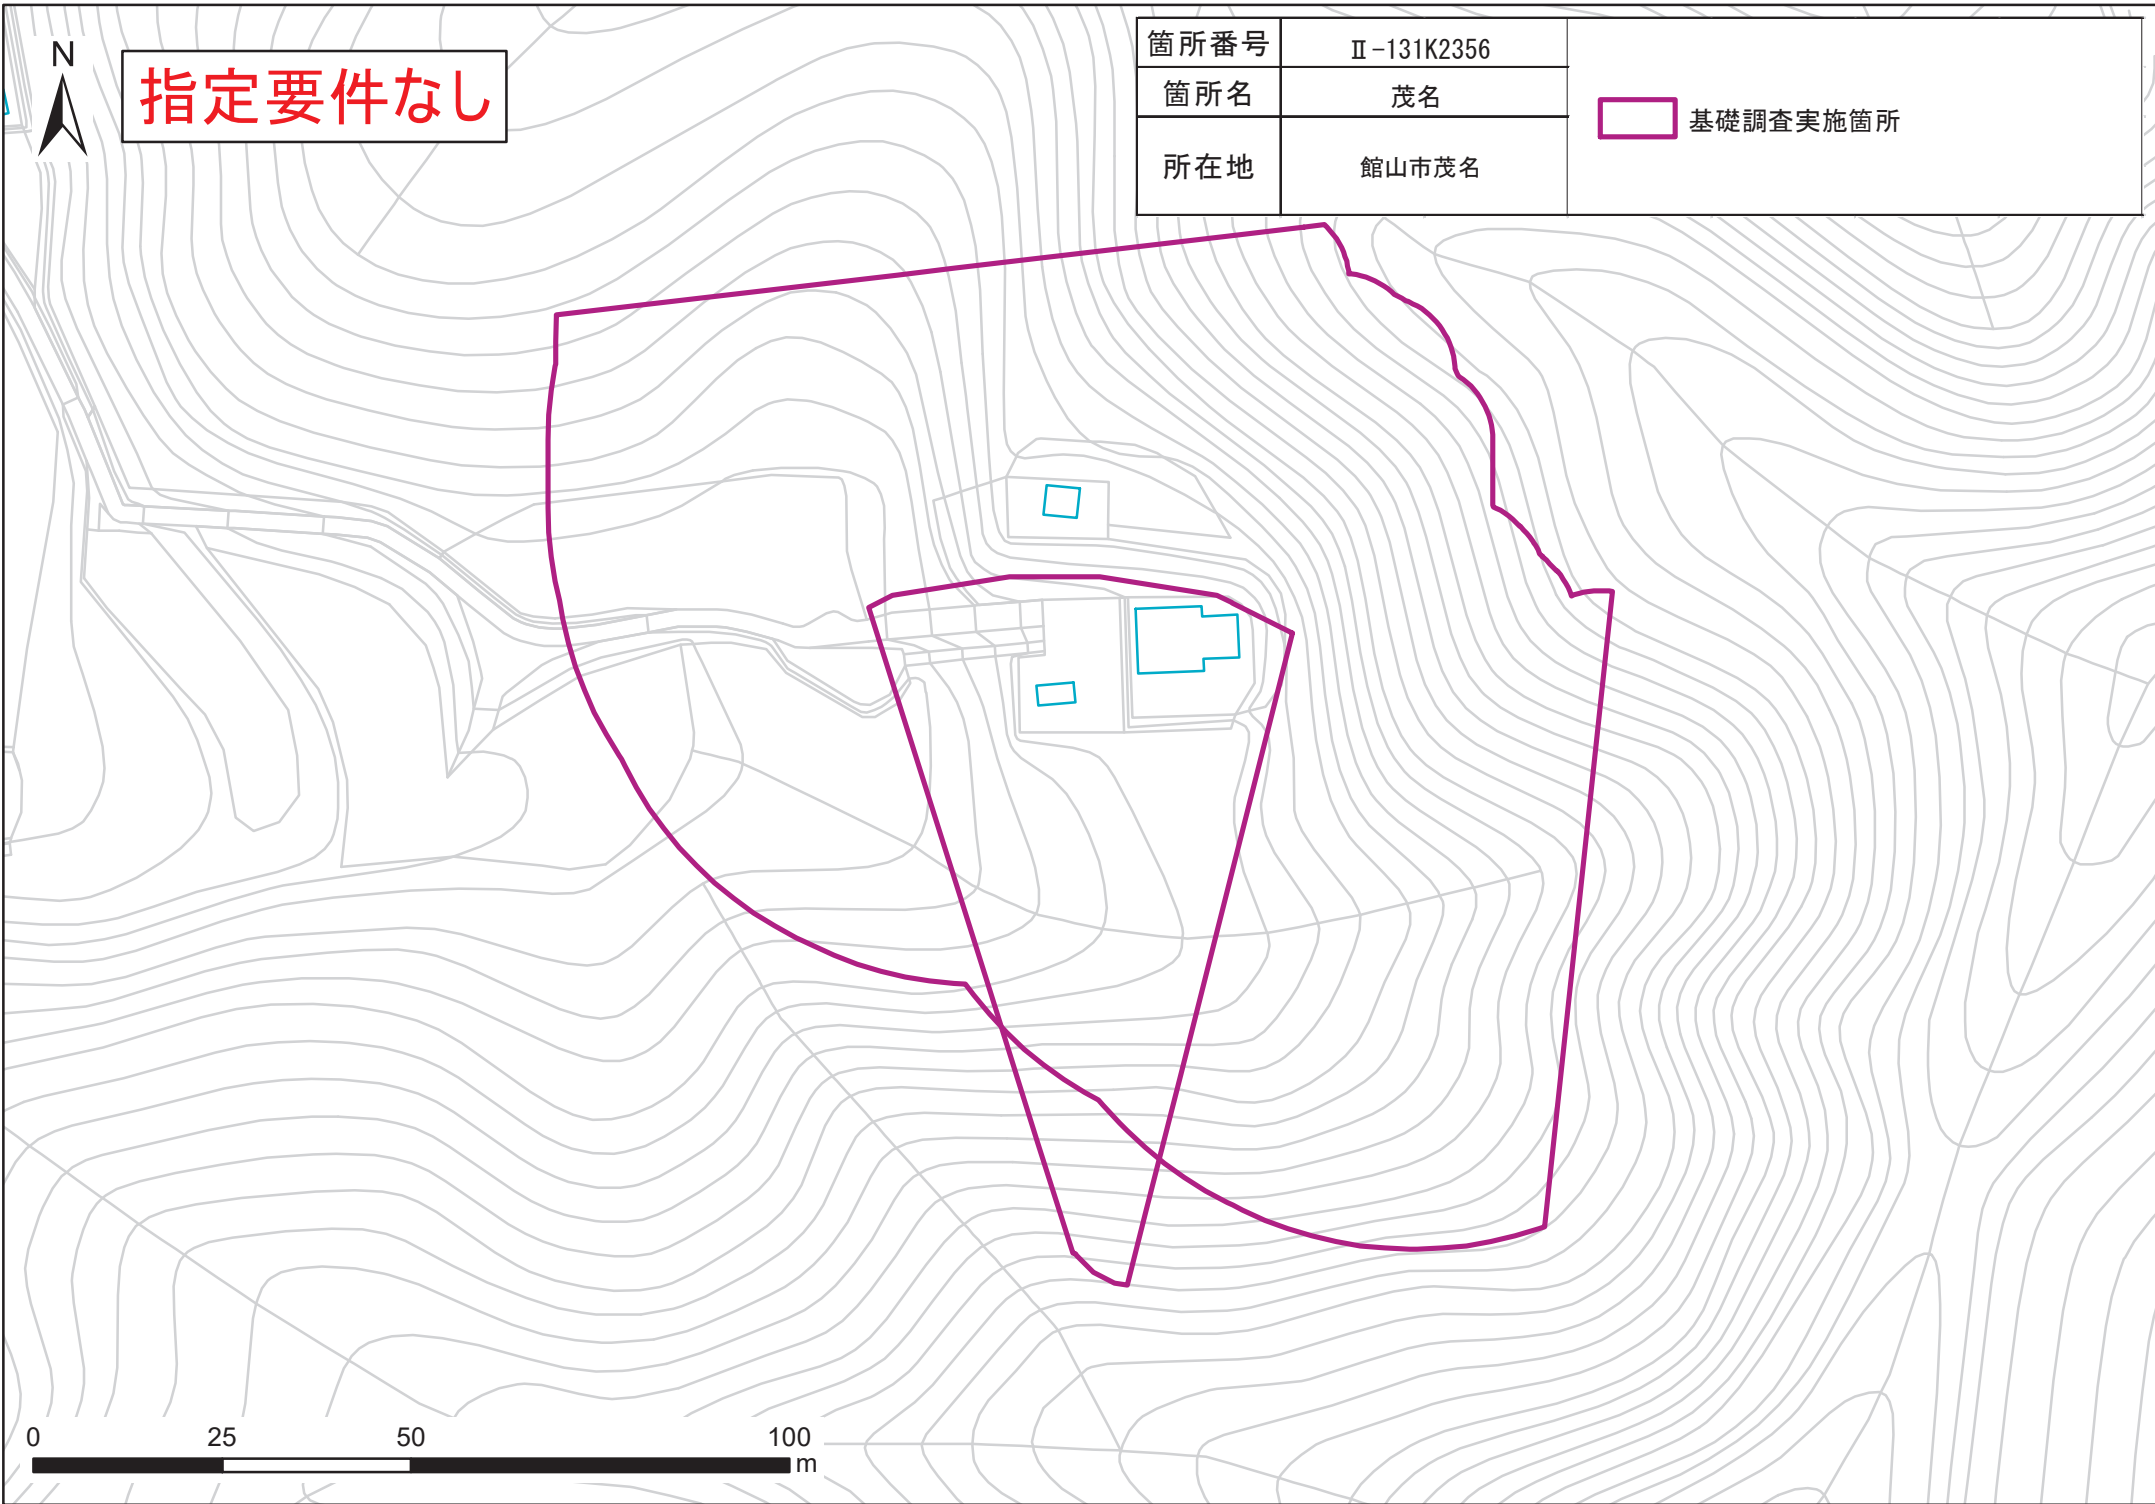 N
指定要件なし
箇所番号 Ⅱ-131K2356
箇所名 茂名
所在地 館山市茂名
基礎調査実施箇所
0 25 50 100
m